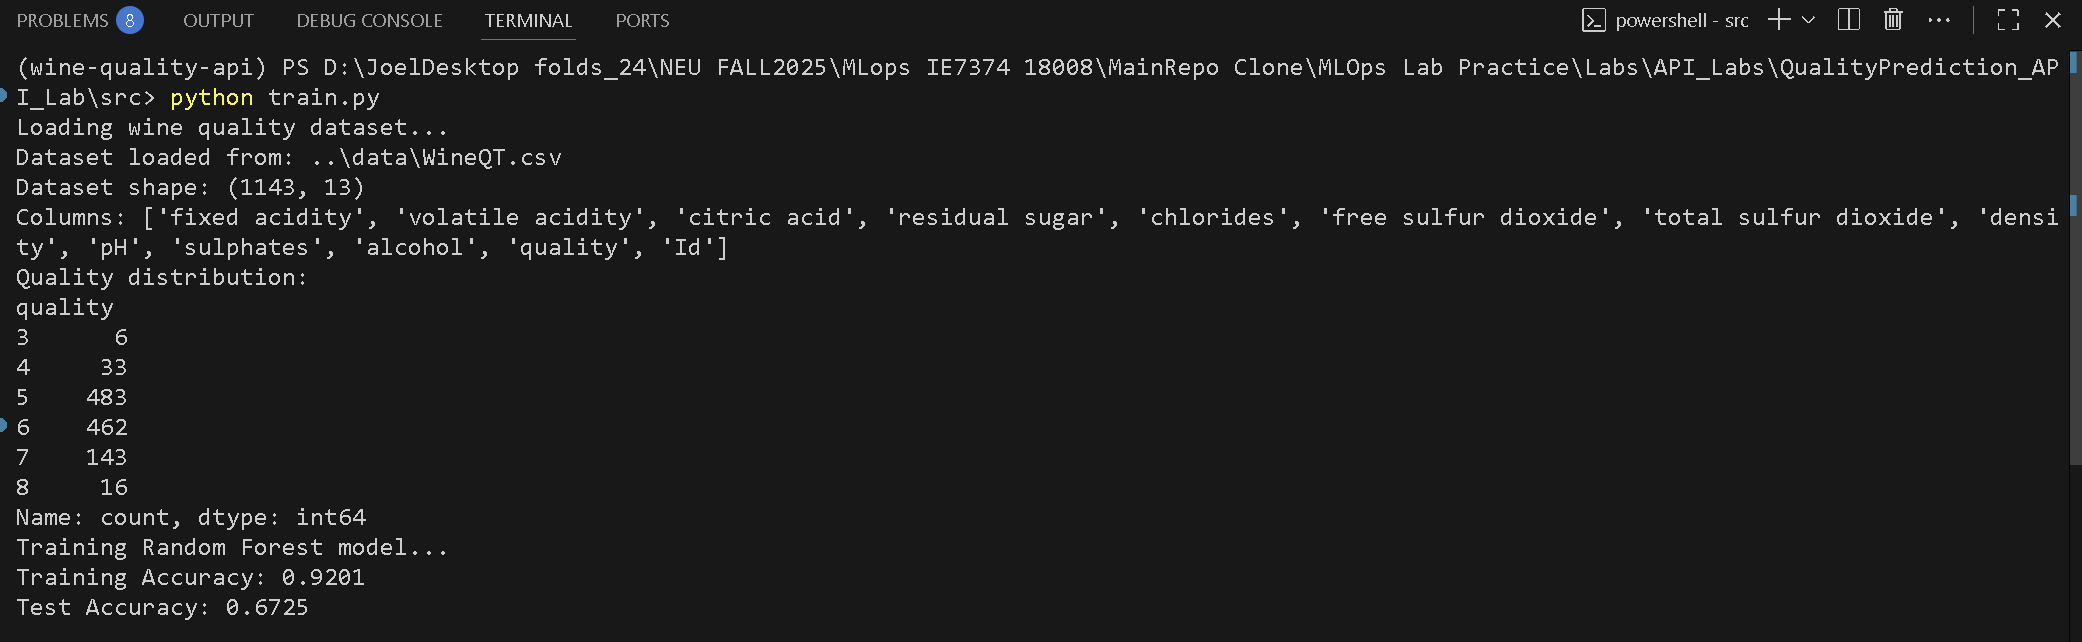 PROBLEMS 8 OUTPUT DEBUG CONSOLE TERMINAL PORTS powershell - src
(wine-quality-api) PS D:\JoelDesktop folds_24\NEU FALL2025\MLops IE7374 18008\MainRepo Clone\MLOps Lab Practice\Labs\API_Labs\QualityPrediction_AP
I_Lab\src> python train.py
Loading wine quality dataset...
Dataset loaded from: ..\data\WineQT.csv
Dataset shape: (1143, 13)
Columns: ['fixed acidity', 'volatile acidity', 'citric acid', 'residual sugar', 'chlorides', 'free sulfur dioxide', 'total sulfur dioxide', 'densi
ty', 'pH', 'sulphates', 'alcohol', 'quality', 'Id']
Quality distribution:
quality
3      6
4     33
5    483
6    462
7    143
8     16
Name: count, dtype: int64
Training Random Forest model...
Training Accuracy: 0.9201
Test Accuracy: 0.6725